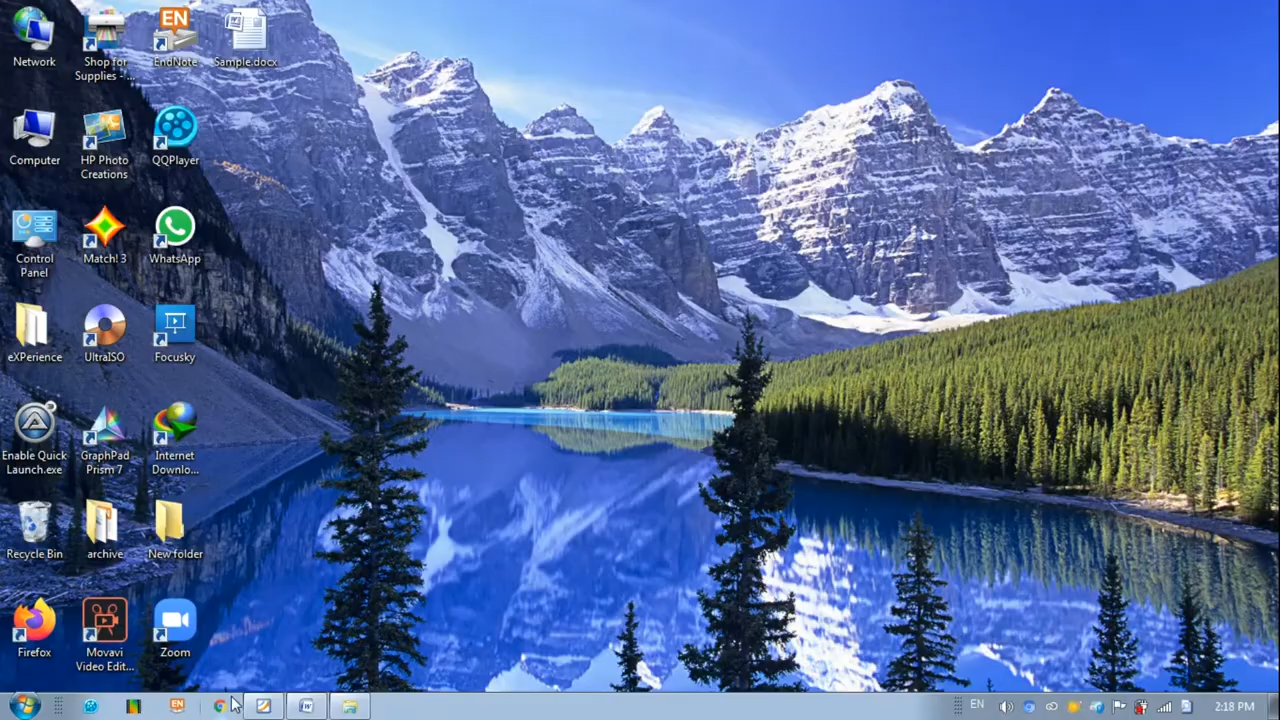 Network
Shop for
Supplies - ...
EN
EndNote
Sample.docx
Computer
HP Photo
Creations
QQPlayer
Control
Panel
Match! 3
WhatsApp
eXPerience
UltraISO
Focusky
Enable Quick
Launch.exe
GraphPad
Prism 7
Internet
Downlo...
Recycle Bin
archive
New folder
Firefox
Movavi
Video Edit...
Zoom
EN
EN
2:18 PM